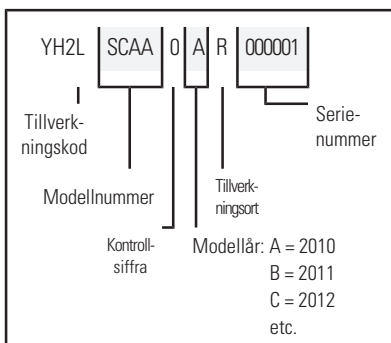 YH2L SCAA 0 A R 000001
Tillverk-
ningskod
Serie-
nummer
Modellnummer
Tillverk-
ningsort
Kontroll-
siffra
Modellår: A = 2010
B = 2011
C = 2012
etc.